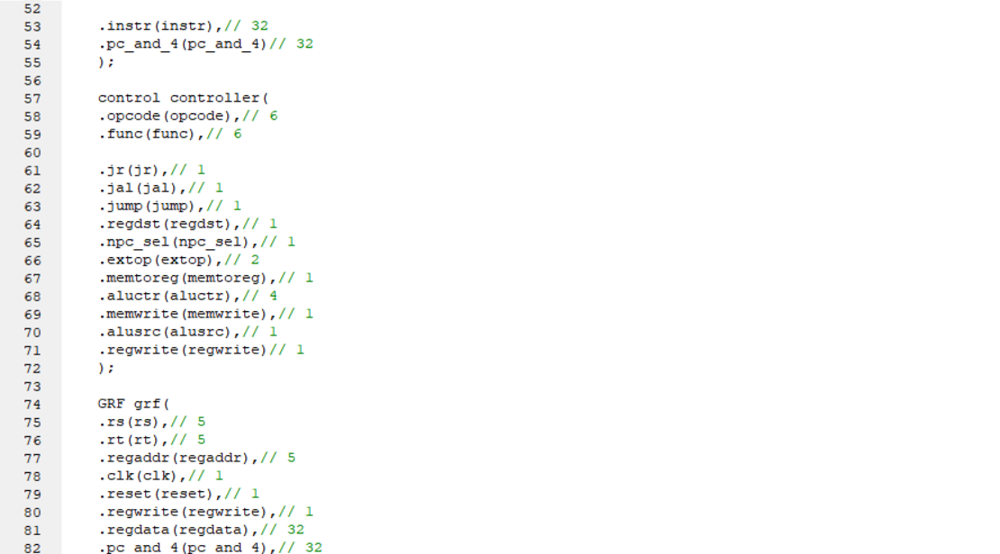 52
53 .instr(instr),// 32
54 .pc_and_4(pc_and_4)// 32
55 );
56
57 control controller(
58 .opcode(opcode),// 6
59 .func(func),// 6
60
61 .jr(jr),// 1
62 .jal(jal),// 1
63 .jump(jump),// 1
64 .regdst(regdst),// 1
65 .npc_sel(npc_sel),// 1
66 .extop(extop),// 2
67 .memtoreg(memtoreg),// 1
68 .aluctr(aluctr),// 4
69 .memwrite(memwrite),// 1
70 .alusrc(alusrc),// 1
71 .regwrite(regwrite)// 1
72 );
73
74 GRF grf(
75 .rs(rs),// 5
76 .rt(rt),// 5
77 .regaddr(regaddr),// 5
78 .clk(clk),// 1
79 .reset(reset),// 1
80 .regwrite(regwrite),// 1
81 .regdata(regdata),// 32
82 .pc_and_4(pc_and_4),// 32